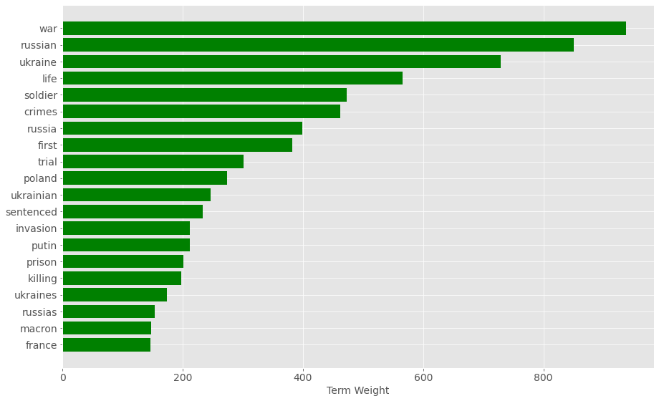 war
russian
ukraine
life
soldier
crimes
russia
first
trial
poland
ukrainian
sentenced
invasion
putin
prison
killing
ukraines
russias
macron
france
0 200 400 600 800
Term Weight